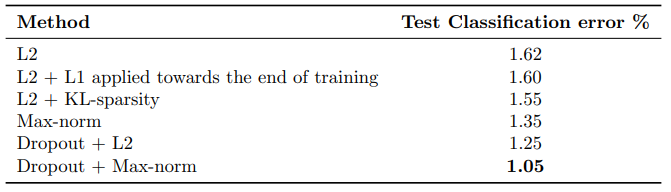 Method Test Classification error %
L2 1.62
L2 + L1 applied towards the end of training 1.60
L2 + KL-sparsity 1.55
Max-norm 1.35
Dropout + L2 1.25
Dropout + Max-norm 1.05